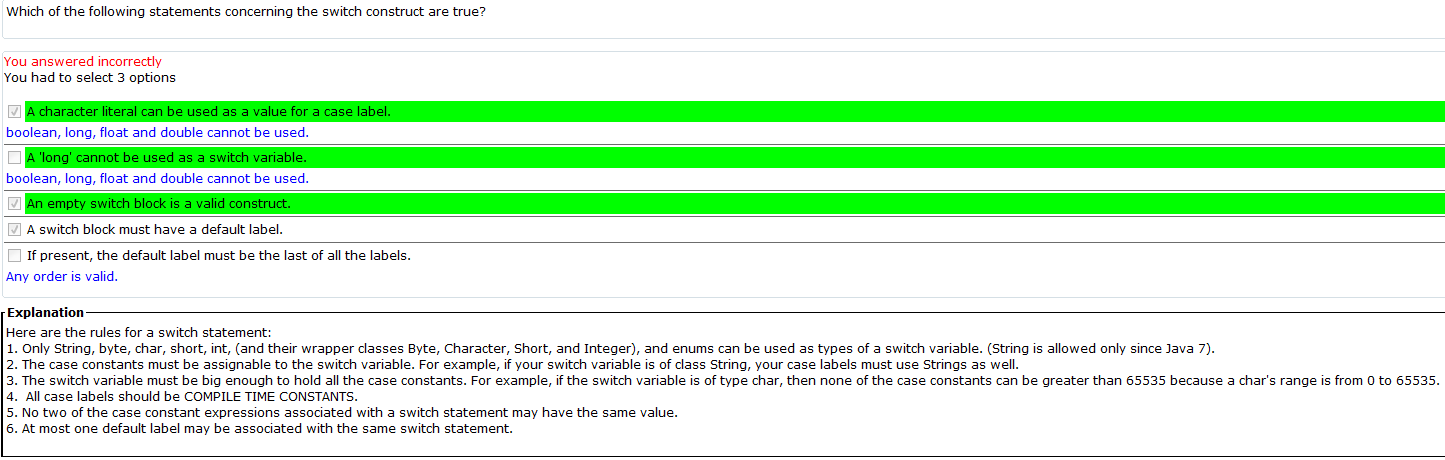 Which of the following statements concerning the switch construct are true?
You answered incorrectly
You had to select 3 options
A character literal can be used as a value for a case label.
boolean, long, float and double cannot be used.
A 'long' cannot be used as a switch variable.
boolean, long, float and double cannot be used.
An empty switch block is a valid construct.
A switch block must have a default label.
If present, the default label must be the last of all the labels.
Any order is valid.
Explanation
Here are the rules for a switch statement:
1. Only String, byte, char, short, int, (and their wrapper classes Byte, Character, Short, and Integer), and enums can be used as types of a switch variable. (String is allowed only since Java 7).
2. The case constants must be assignable to the switch variable. For example, if your switch variable is of class String, your case labels must use Strings as well.
3. The switch variable must be big enough to hold all the case constants. For example, if the switch variable is of type char, then none of the case constants can be greater than 65535 because a char's range is from 0 to 65535.
4. All case labels should be COMPILE TIME CONSTANTS.
5. No two of the case constant expressions associated with a switch statement may have the same value.
6. At most one default label may be associated with the same switch statement.